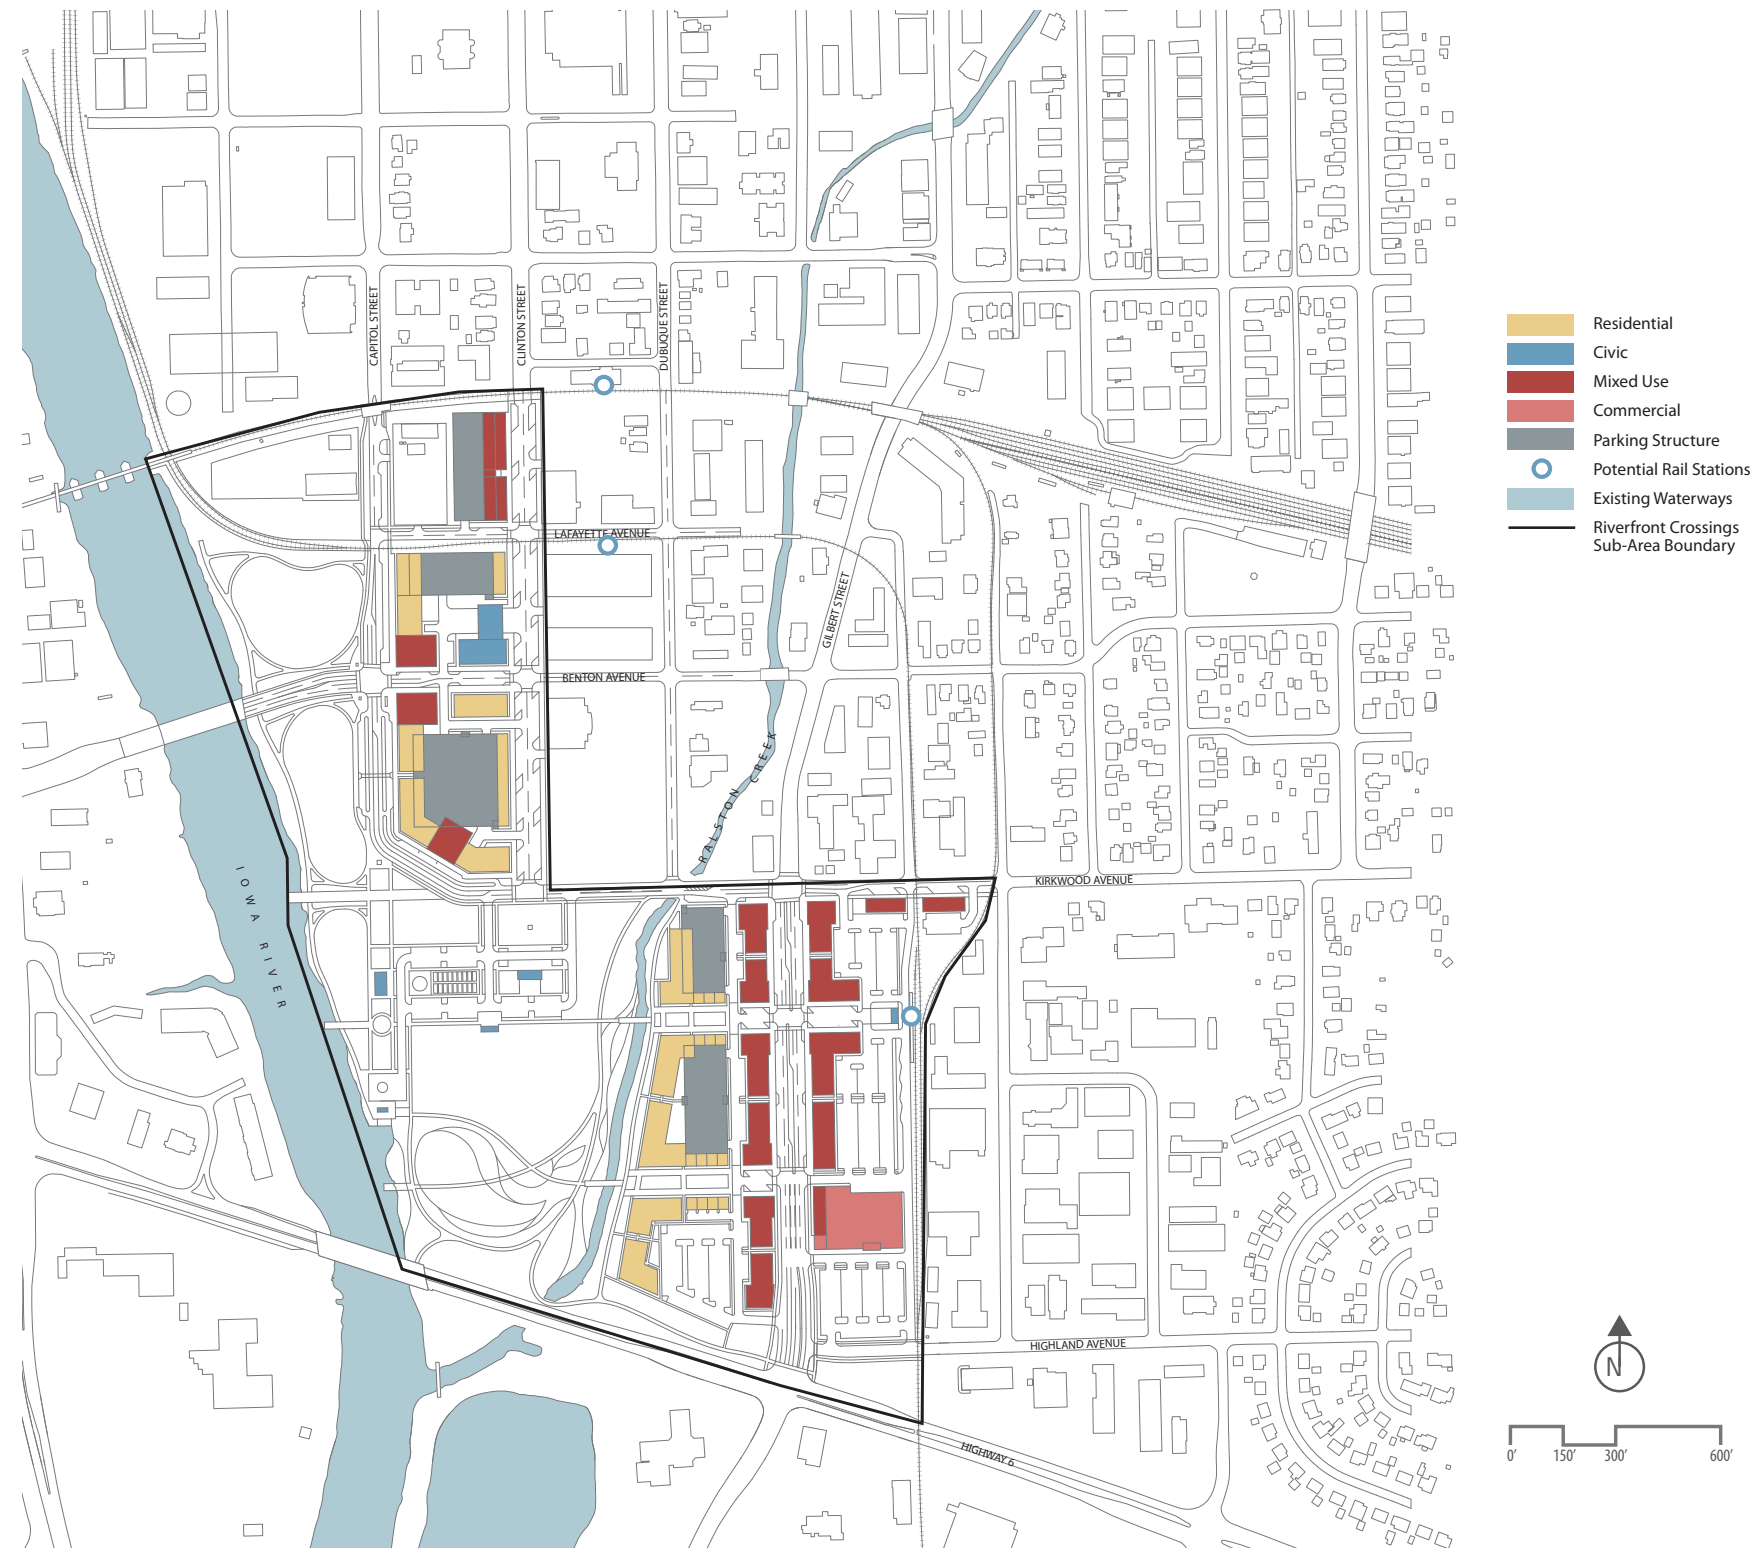 CAPITOL STREET
CLINTON STREET
DUBUQUE STREET
LAFAYETTE AVENUE
GILBERT STREET
BENTON AVENUE
RALSTON CREEK
IOWA RIVER
KIRKWOOD AVENUE
HIGHLAND AVENUE
HIGHWAY 6
Residential
Civic
Mixed Use
Commercial
Parking Structure
Potential Rail Stations
Existing Waterways
Riverfront Crossings
Sub-Area Boundary
N
0' 150' 300' 600'